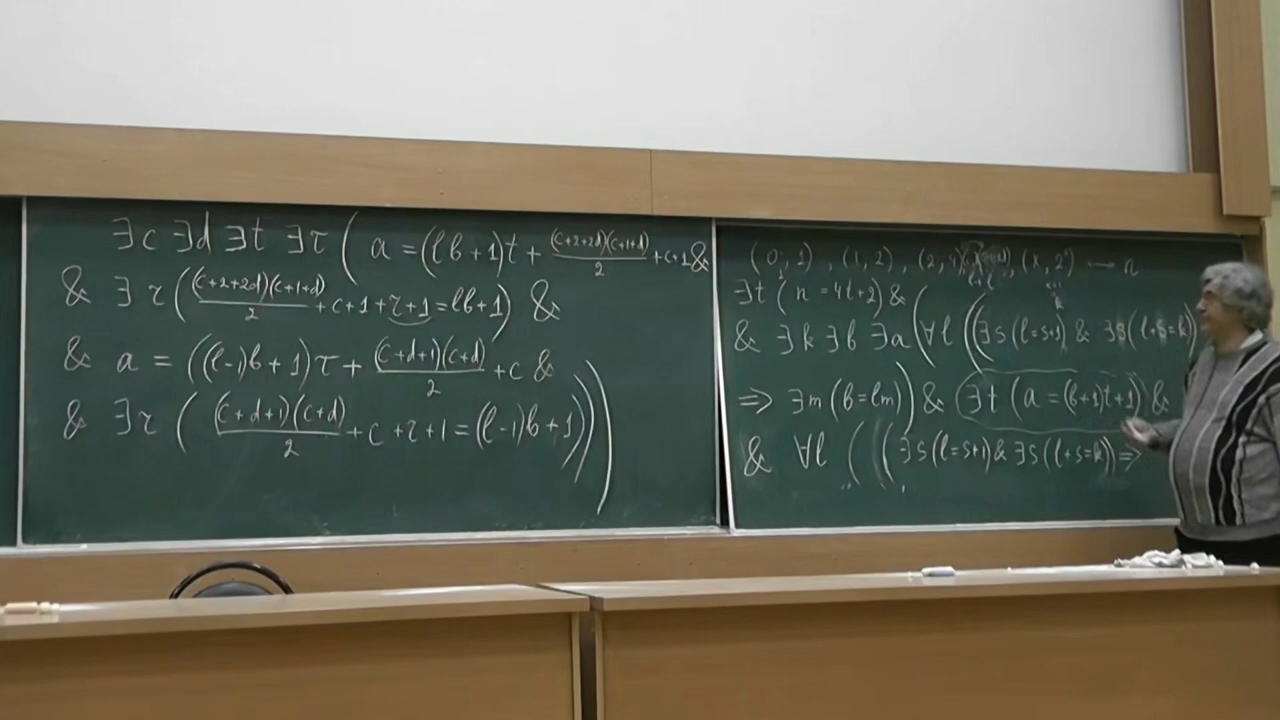 ∃c ∃d ∃t ∃τ ( a = (lb+1)t + (c+2+2d)(c+1+d)/2 + c+1 &
& ∃r ( (c+2+2d)(c+1+d)/2 + c+1+r+1 = lb+1 ) &
& a = ((l-1)b+1)τ + (c+d+1)(c+d)/2 + c &
& ∃r ( (c+d+1)(c+d)/2 + c+r+1 = (l-1)b+1 )))
(0,1), (1,2), (2,4) , (k, 2 ) — n
∃t (n = 4t+2) &
& ∃k ∃b ∃a ( ∀l ((∃s(l=s+1) & ∃s(l+s=k)
⇒ ∃m(b=lm)) & (∃t (a=(b+1)t+1)) &
& ∀l (((∃s(l=s+1) & ∃s(l+s=k)) ⇒